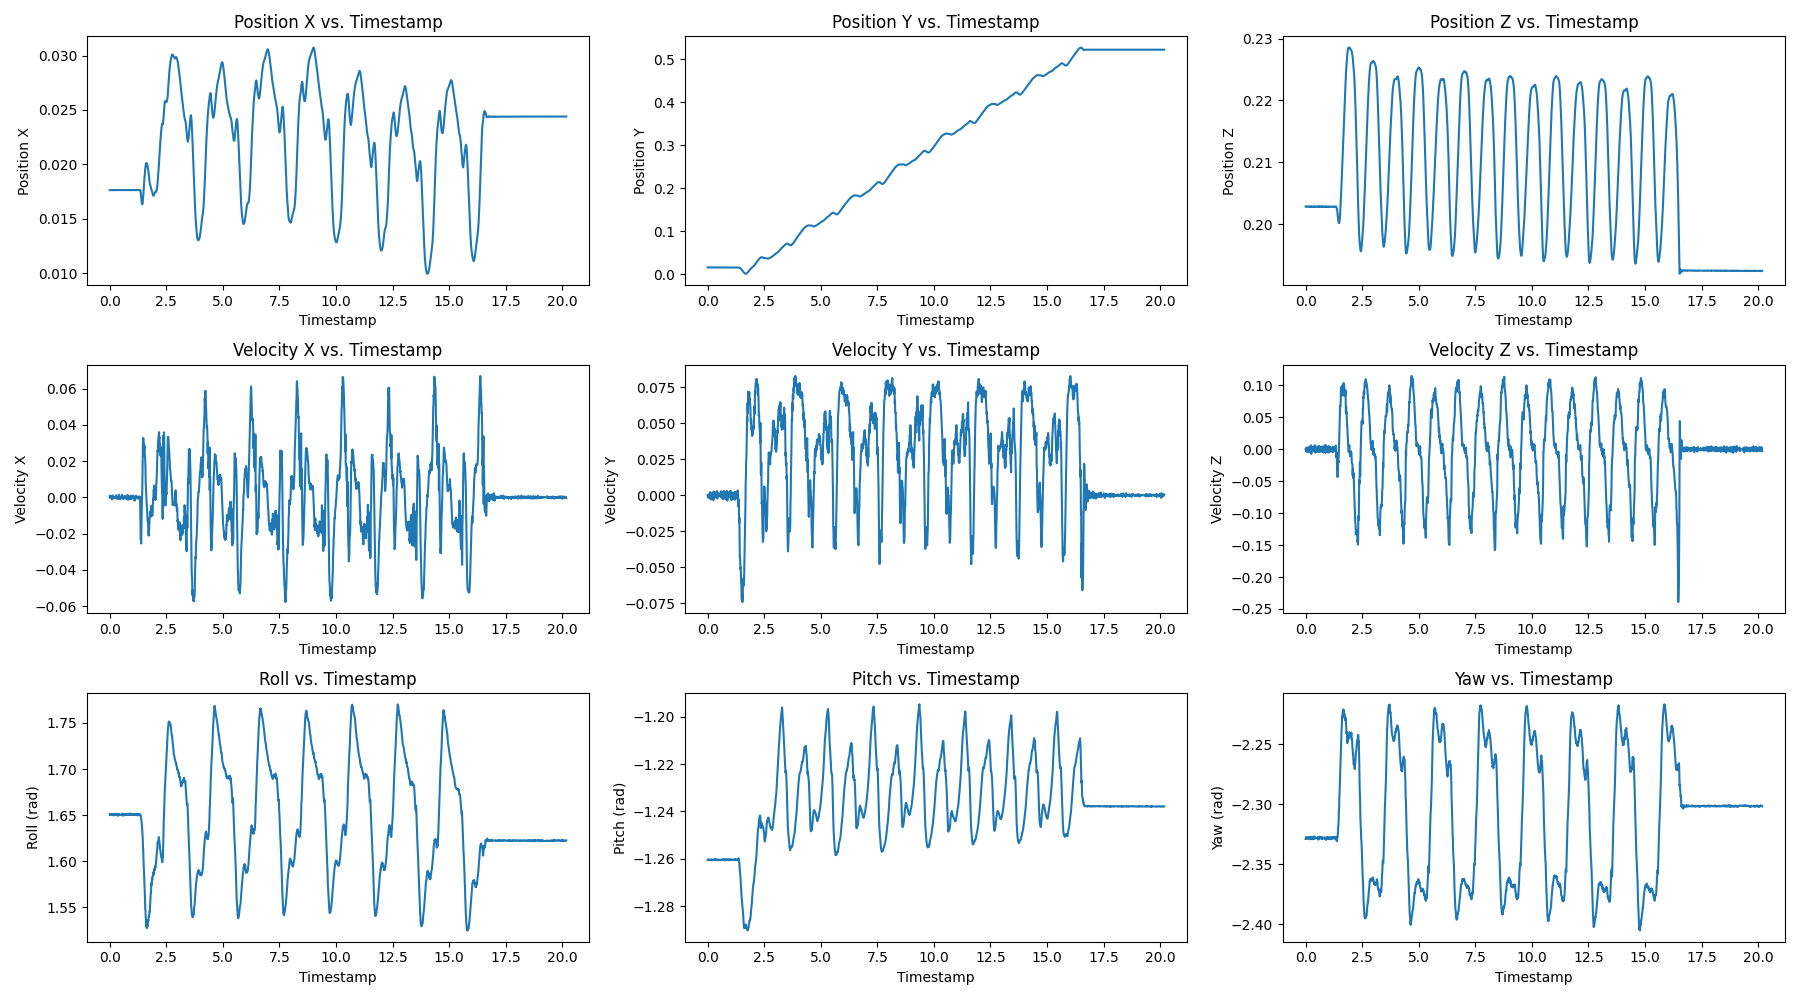 Position X vs. Timestamp
Position X
0.030
0.025
0.020
0.015
0.010
0.0 2.5 5.0 7.5 10.0 12.5 15.0 17.5 20.0
Timestamp
Position Y vs. Timestamp
Position Y
0.5
0.4
0.3
0.2
0.1
0.0
0.0 2.5 5.0 7.5 10.0 12.5 15.0 17.5 20.0
Timestamp
Position Z vs. Timestamp
Position Z
0.23
0.22
0.21
0.20
0.0 2.5 5.0 7.5 10.0 12.5 15.0 17.5 20.0
Timestamp
Velocity X vs. Timestamp
Velocity X
0.06
0.04
0.02
0.00
−0.02
−0.04
−0.06
0.0 2.5 5.0 7.5 10.0 12.5 15.0 17.5 20.0
Timestamp
Velocity Y vs. Timestamp
Velocity Y
0.075
0.050
0.025
0.000
−0.025
−0.050
−0.075
0.0 2.5 5.0 7.5 10.0 12.5 15.0 17.5 20.0
Timestamp
Velocity Z vs. Timestamp
Velocity Z
0.10
0.05
0.00
−0.05
−0.10
−0.15
−0.20
−0.25
0.0 2.5 5.0 7.5 10.0 12.5 15.0 17.5 20.0
Timestamp
Roll vs. Timestamp
Roll (rad)
1.75
1.70
1.65
1.60
1.55
0.0 2.5 5.0 7.5 10.0 12.5 15.0 17.5 20.0
Timestamp
Pitch vs. Timestamp
Pitch (rad)
−1.20
−1.22
−1.24
−1.26
−1.28
0.0 2.5 5.0 7.5 10.0 12.5 15.0 17.5 20.0
Timestamp
Yaw vs. Timestamp
Yaw (rad)
−2.25
−2.30
−2.35
−2.40
0.0 2.5 5.0 7.5 10.0 12.5 15.0 17.5 20.0
Timestamp